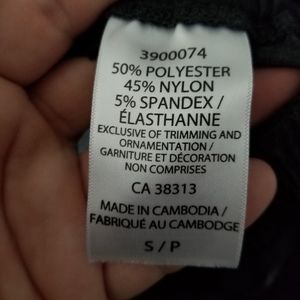 3900074
50% POLYESTER
45% NYLON
5% SPANDEX /
ÉLASTHANNE
EXCLUSIVE OF TRIMMING AND
ORNAMENTATION /
GARNITURE ET DÉCORATION
NON COMPRISES
CA 38313
MADE IN CAMBODIA /
FABRIQUÉ AU CAMBODGE
S / P